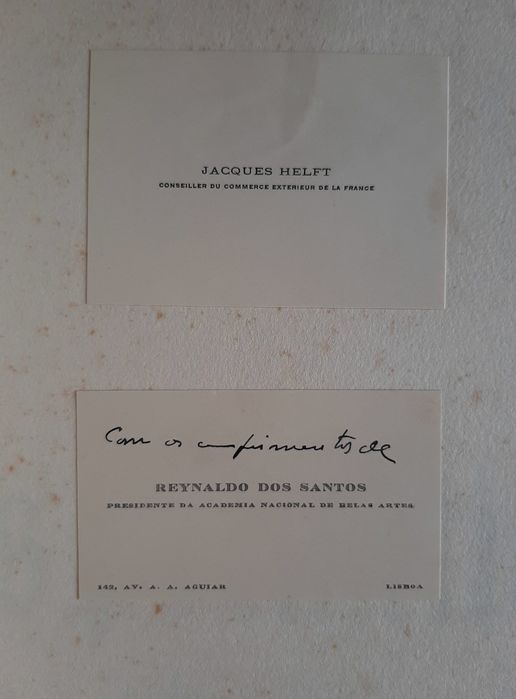 JACQUES HELFT
CONSEILLER DU COMMERCE EXTERIEUR DE LA FRANCE
Com os cumprimentos de
REYNALDO DOS SANTOS
PRESIDENTE DA ACADEMIA NACIONAL DE BELAS ARTES
142, AV. A. A. AGUIAR LISBOA